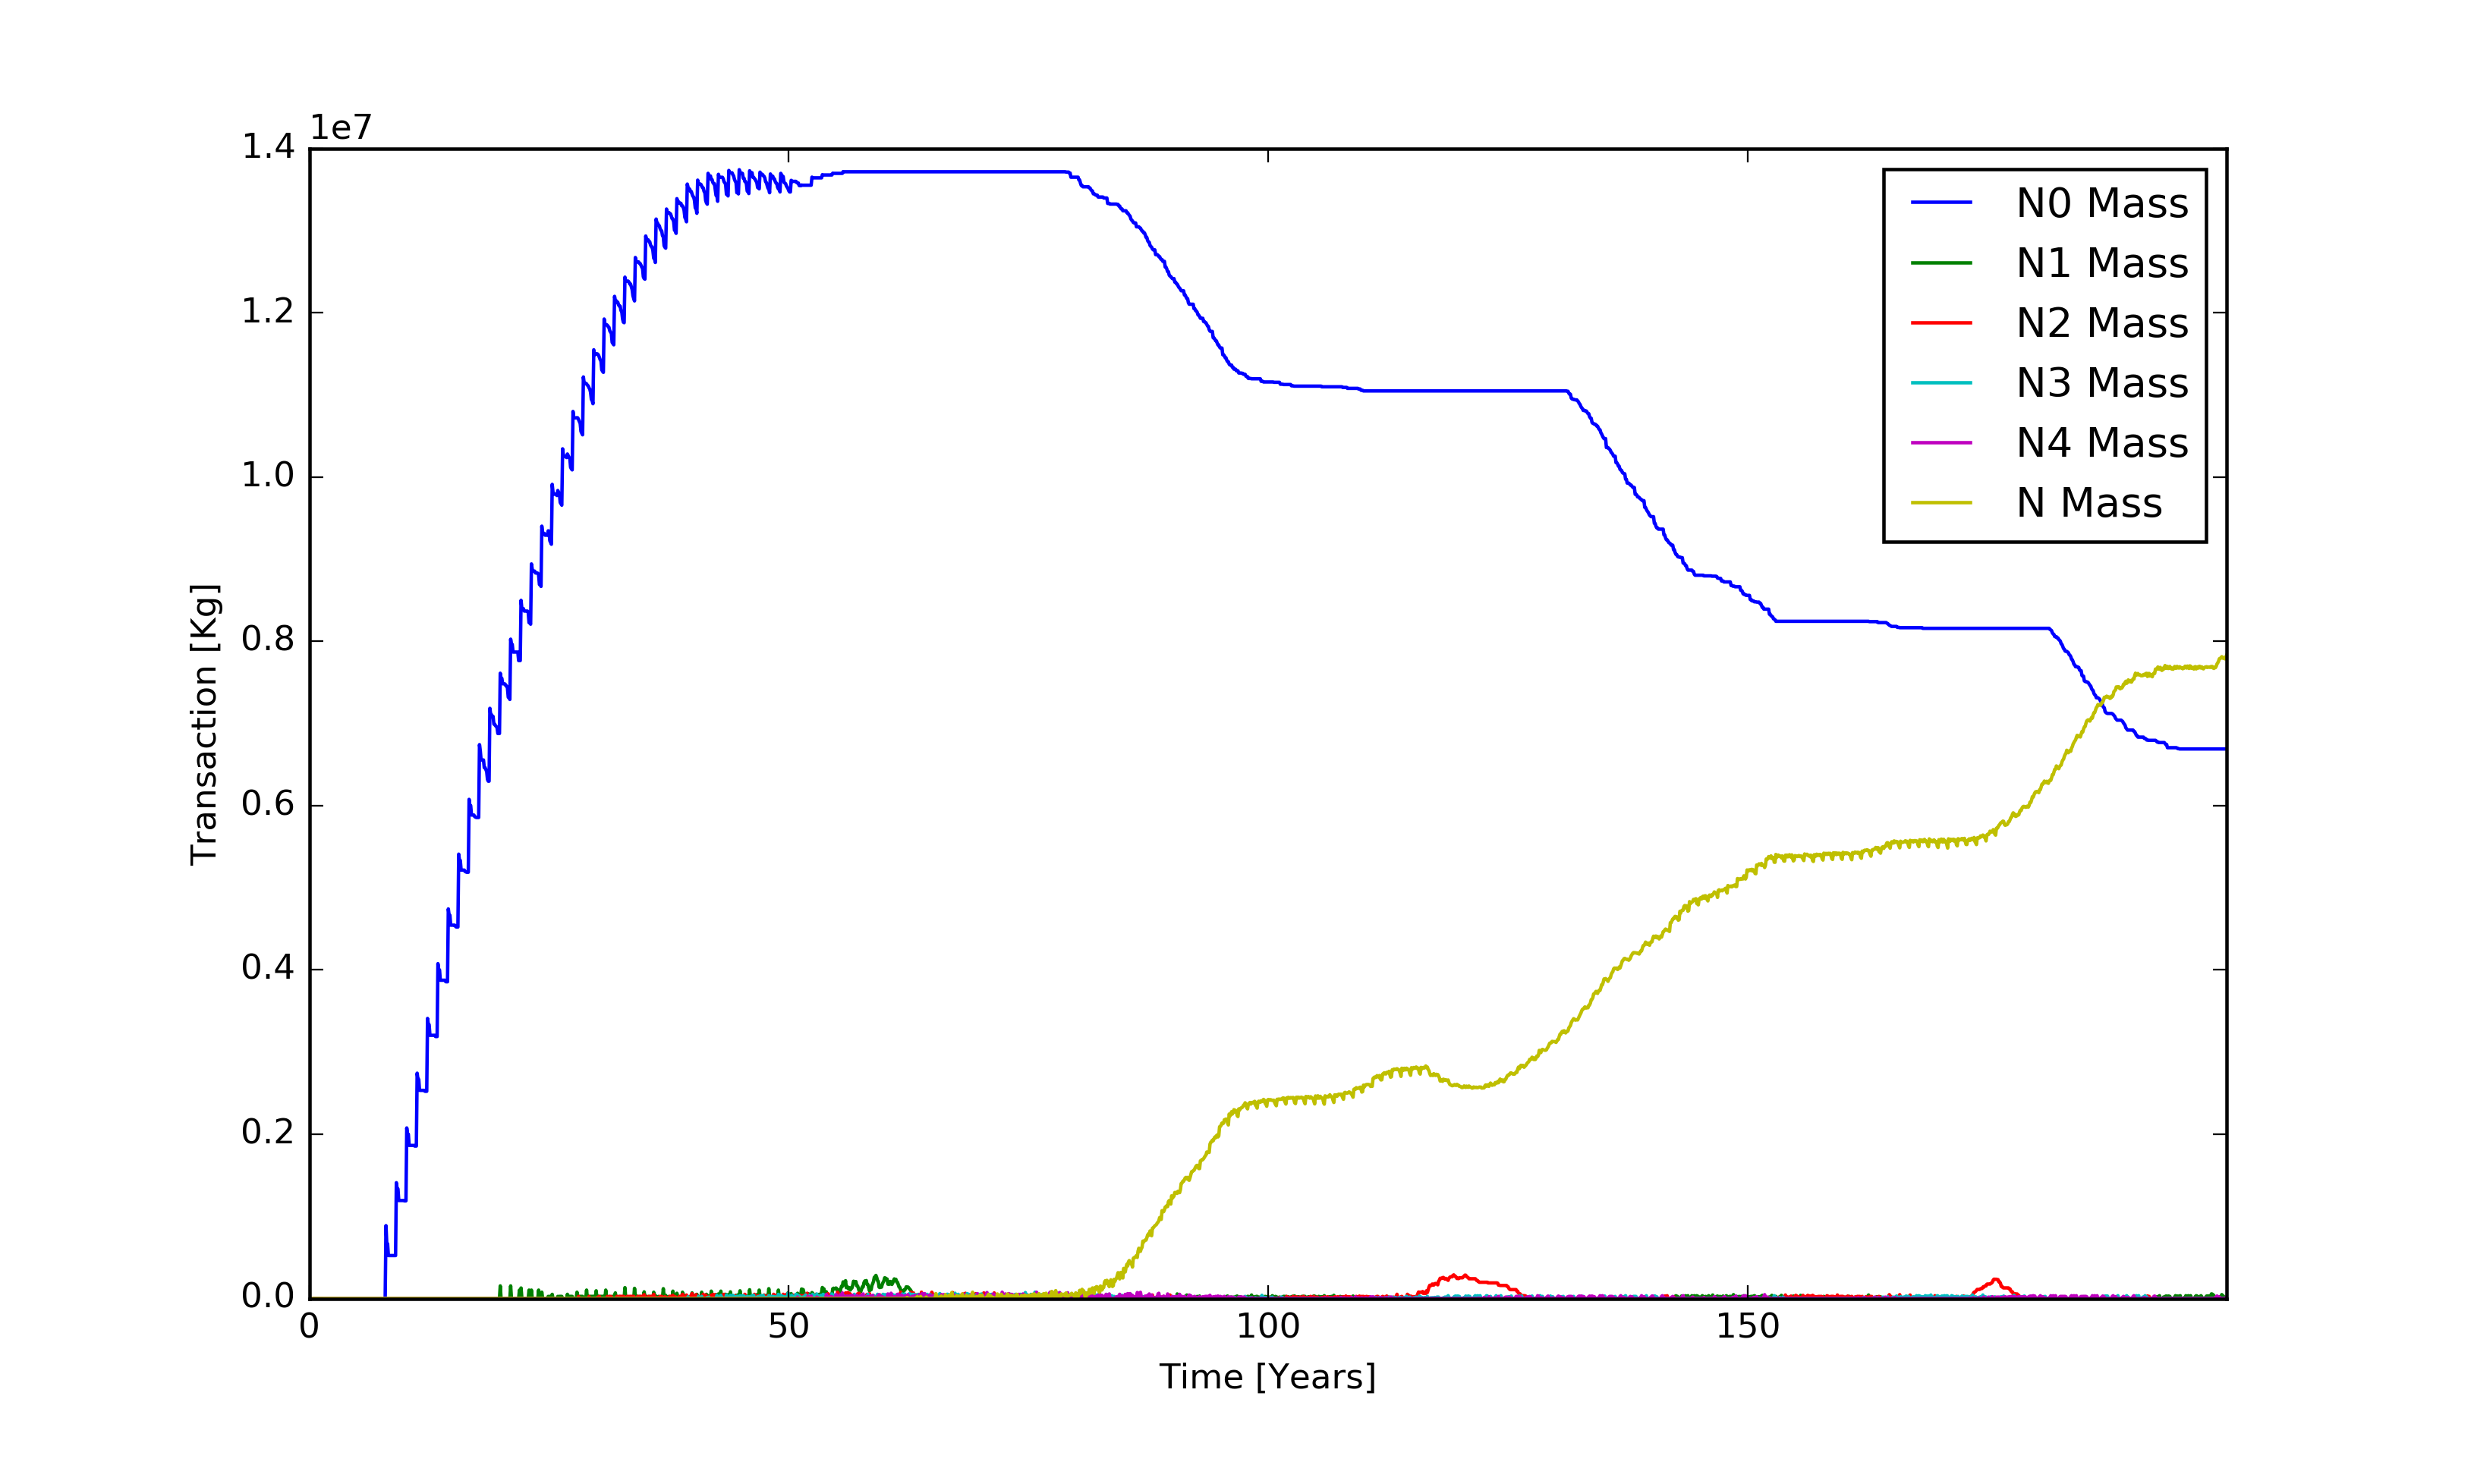 1e7
1.4
1.2
1.0
0.8
0.6
0.4
0.2
0.0
Transaction [Kg]
N0 Mass
N1 Mass
N2 Mass
N3 Mass
N4 Mass
N Mass
0 50 100 150
Time [Years]